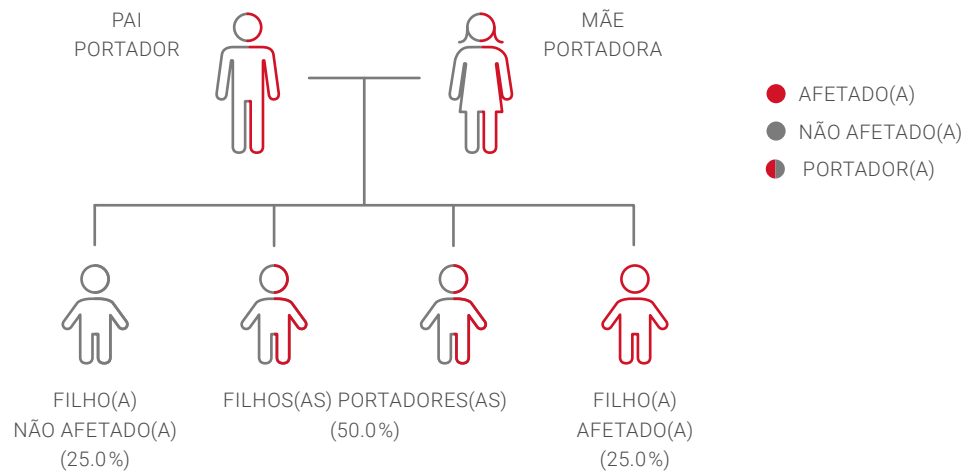 PAI
PORTADOR
MÃE
PORTADORA
AFETADO(A)
NÃO AFETADO(A)
PORTADOR(A)
FILHO(A)
NÃO AFETADO(A)
(25.0%)
FILHOS(AS) PORTADORES(AS)
(50.0%)
FILHO(A)
AFETADO(A)
(25.0%)